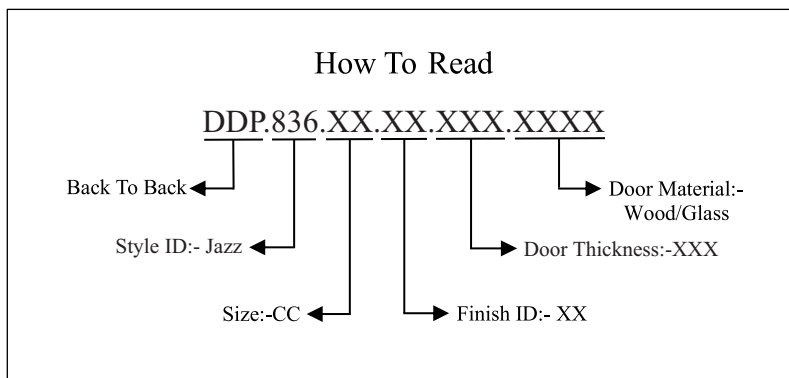 How To Read
DDP.836.XX.XX.XXX.XXXX
Back To Back
Door Material:-
Wood/Glass
Style ID:- Jazz
Door Thickness:-XXX
Size:-CC
Finish ID:- XX